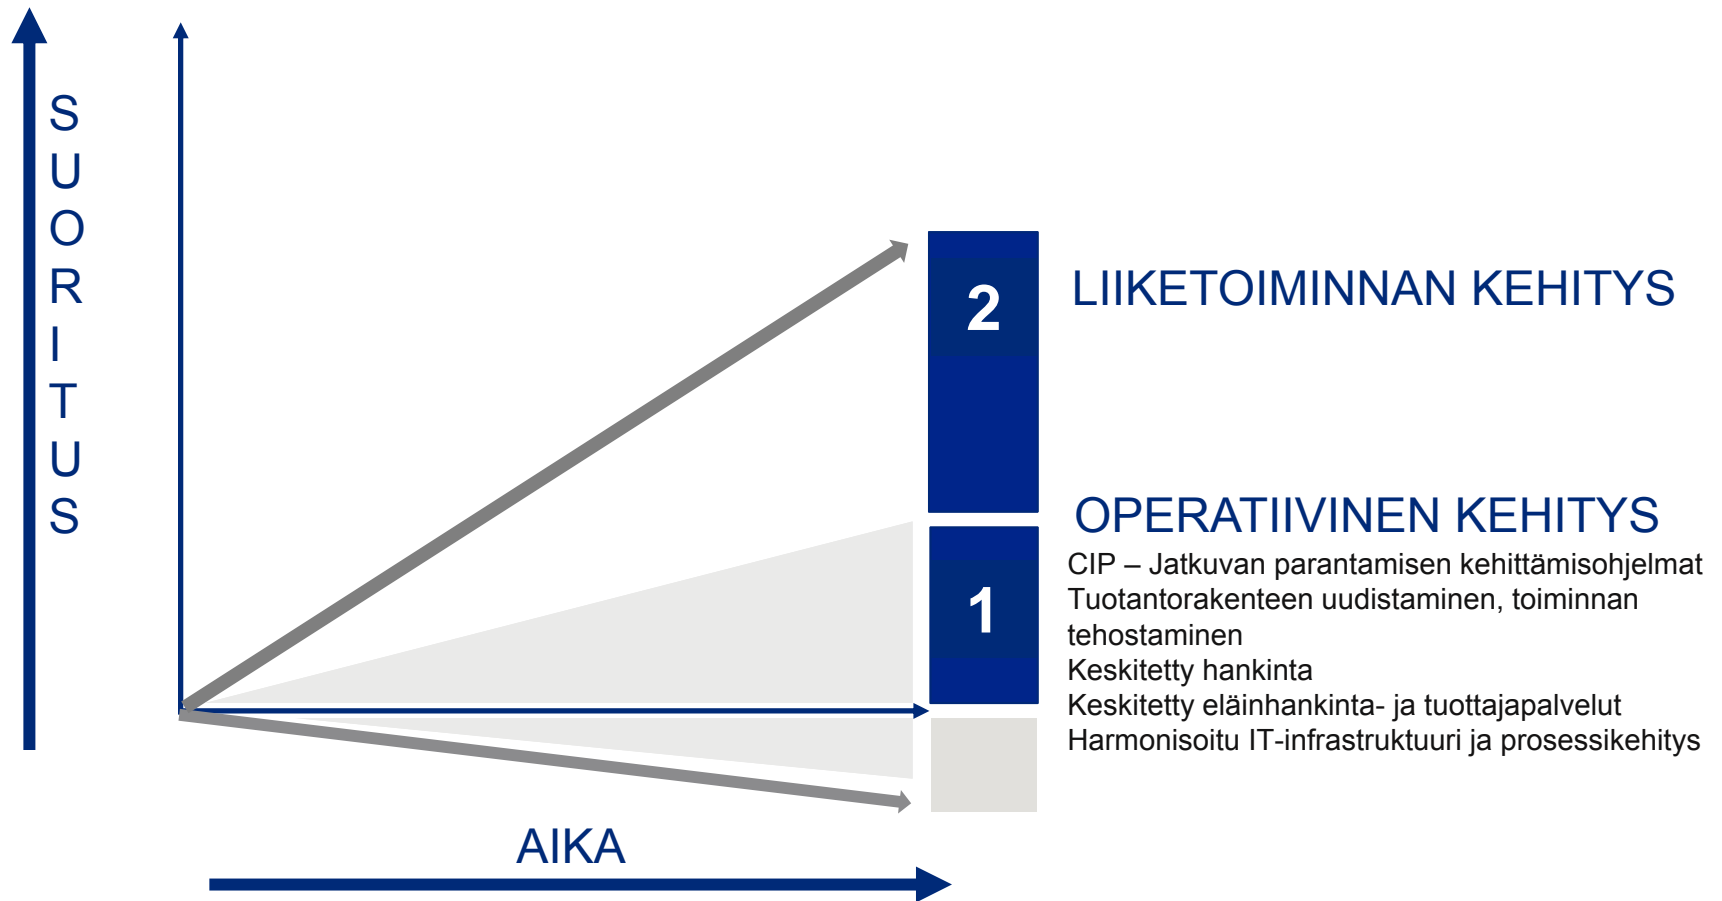 SUORITUS
2
LIIKETOIMINNAN KEHITYS
1
OPERATIIVINEN KEHITYS
CIP – Jatkuvan parantamisen kehittämisohjelmat
Tuotantorakenteen uudistaminen, toiminnan
tehostaminen
Keskitetty hankinta
Keskitetty eläinhankinta- ja tuottajapalvelut
Harmonisoitu IT-infrastruktuuri ja prosessikehitys
AIKA